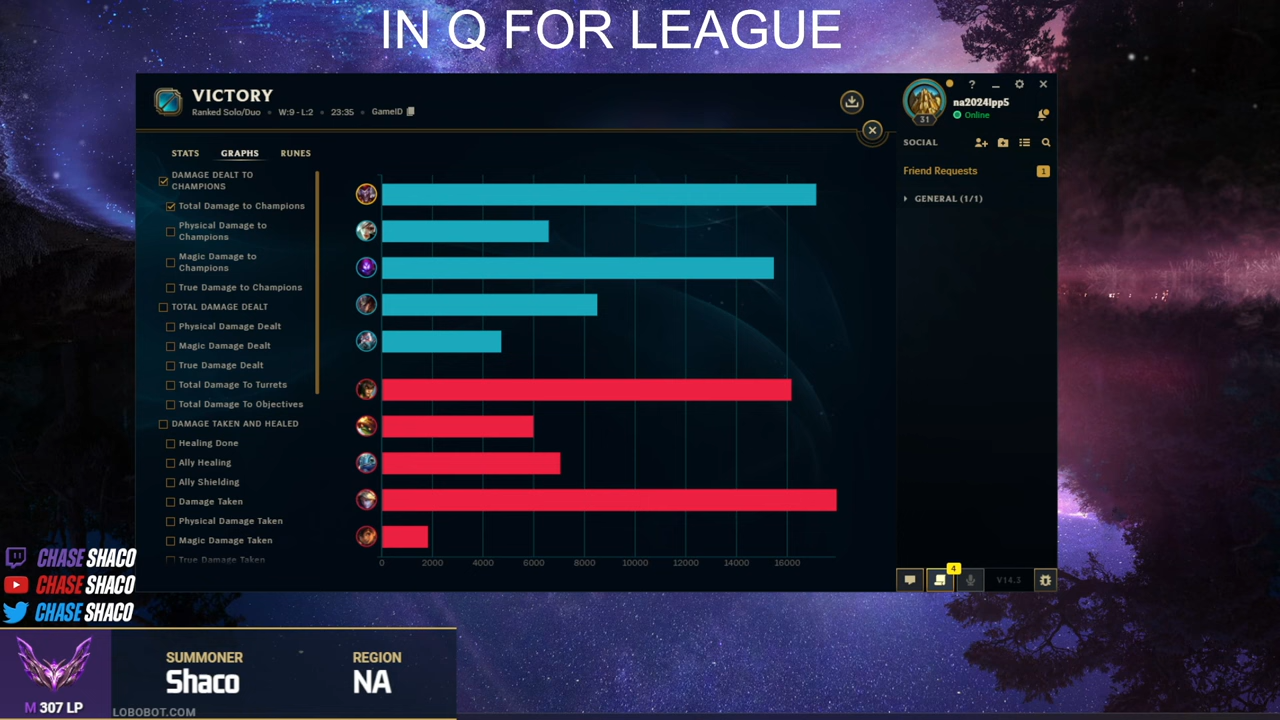 IN Q FOR LEAGUE
VICTORY
Ranked Solo/Duo • W:9 - L:2 • 23:35 • GameID
STATS GRAPHS RUNES
DAMAGE DEALT TO
CHAMPIONS
Total Damage to Champions
Physical Damage to
Champions
Magic Damage to
Champions
True Damage to Champions
TOTAL DAMAGE DEALT
Physical Damage Dealt
Magic Damage Dealt
True Damage Dealt
Total Damage To Turrets
Total Damage To Objectives
DAMAGE TAKEN AND HEALED
Healing Done
Ally Healing
Ally Shielding
Damage Taken
Physical Damage Taken
Magic Damage Taken
True Damage Taken
0 2000 4000 6000 8000 10000 12000 14000 16000
31
na2024lpp5
Online
?
SOCIAL
Friend Requests 1
GENERAL (1/1)
4
V14.3
CHASE SHACO
CHASE SHACO
CHASE SHACO
M 307 LP
SUMMONER
Shaco
REGION
NA
LOBOBOT.COM